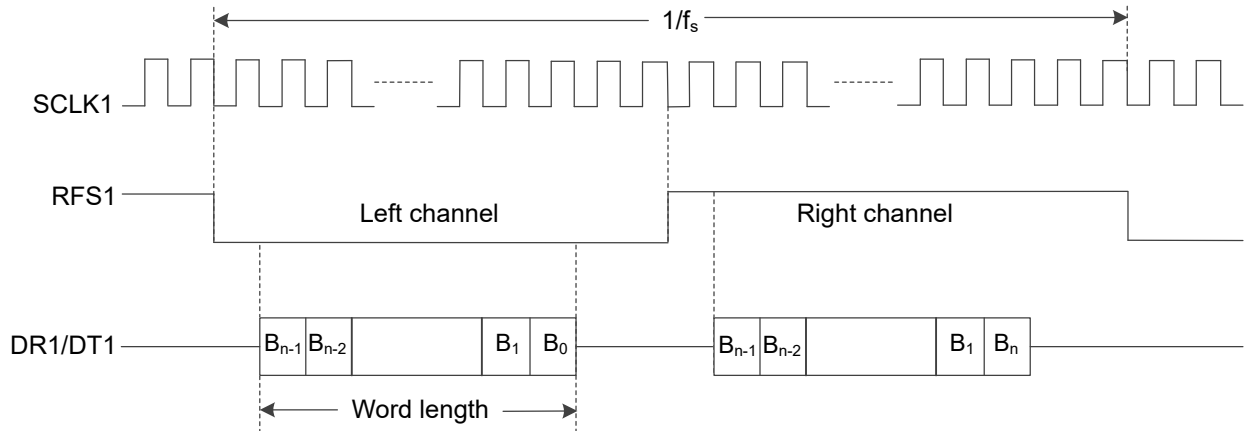 1/fs
SCLK1
RFS1
Left channel
Right channel
DR1/DT1
Bn-1 Bn-2 B1 B0 Bn-1 Bn-2 B1 Bn
Word length